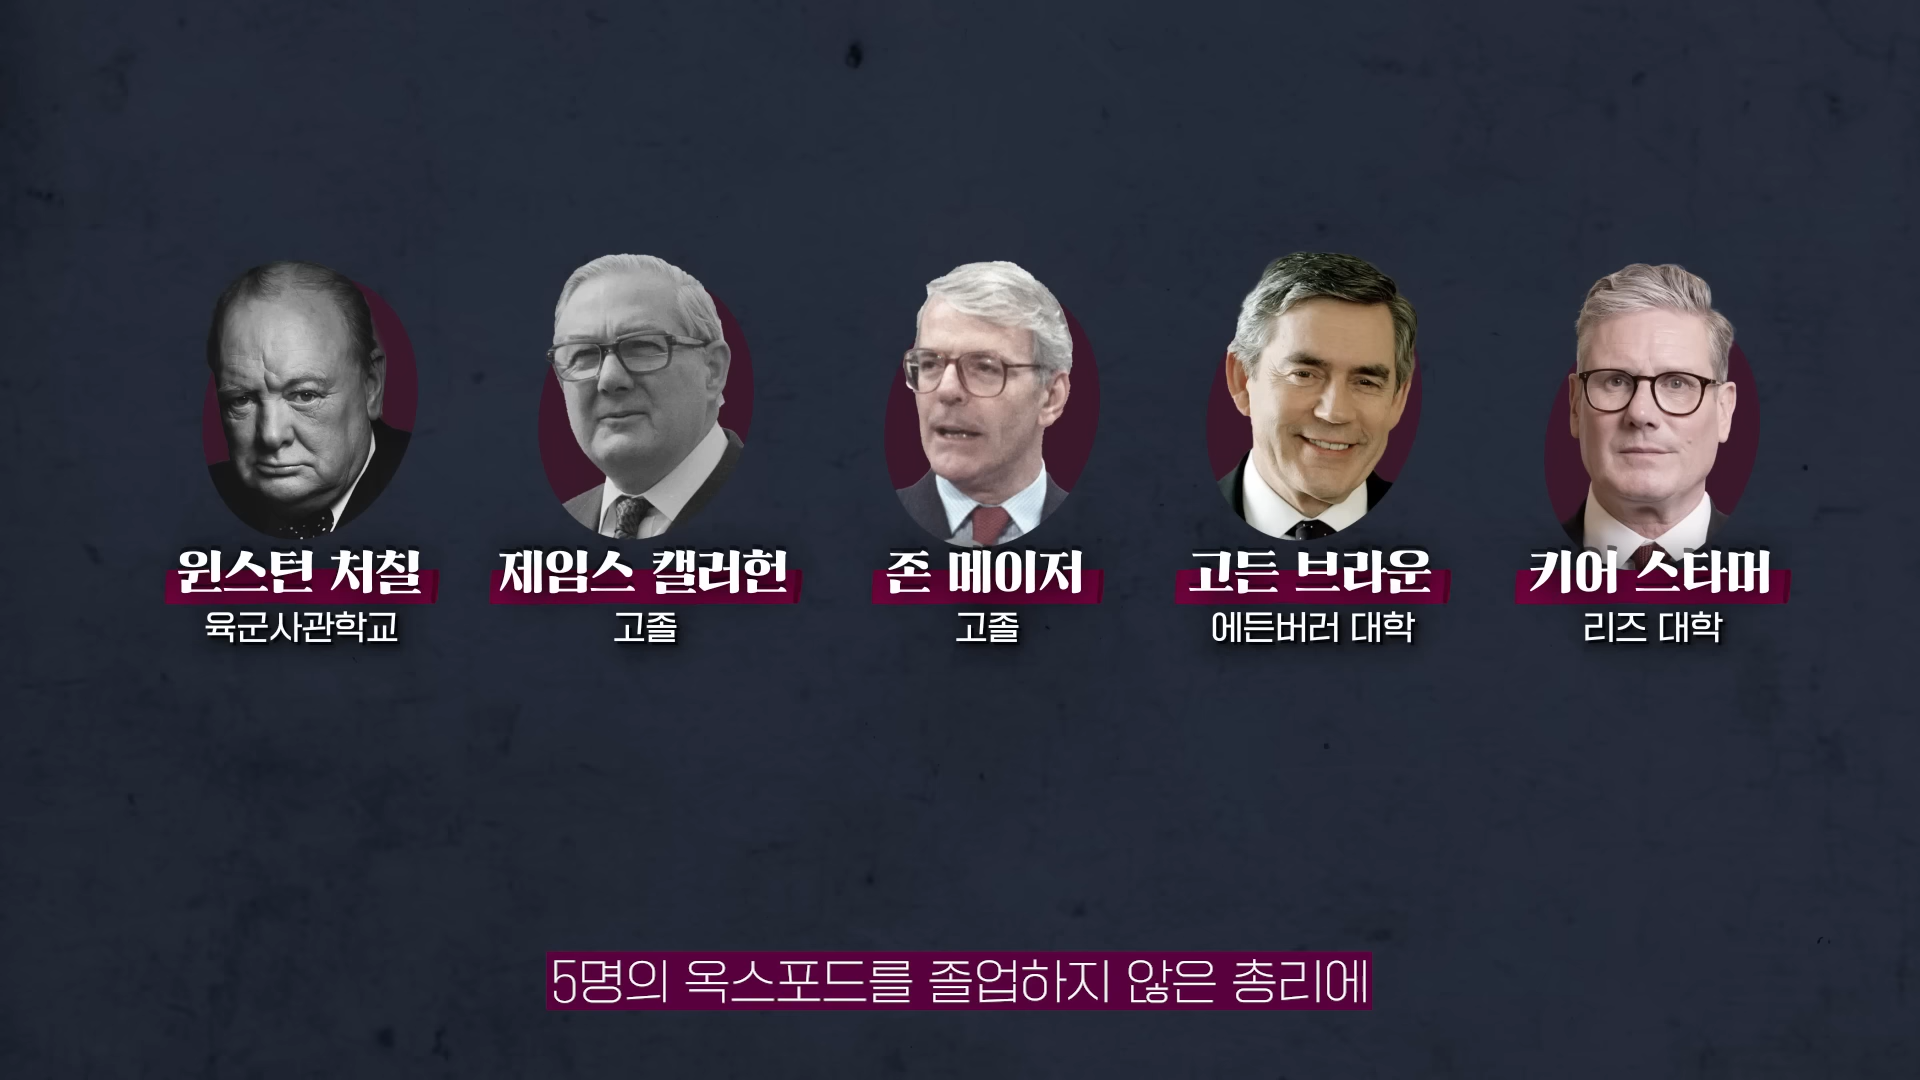 윈스턴 처칠
육군사관학교
제임스 캘러헌
고졸
존 메이저
고졸
고든 브라운
에든버러 대학
키어 스타머
리즈 대학
5명의 옥스포드를 졸업하지 않은 총리에